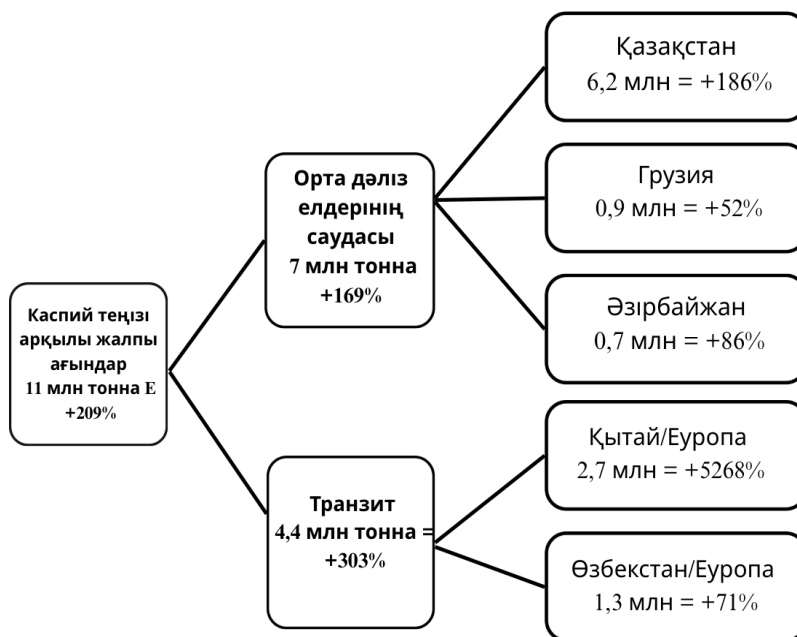 Каспий теңізі
арқылы жалпы
ағындар
11 млн тонна Е
+209%
Орта дәліз
елдерінің
саудасы
7 млн тонна
+169%
Қазақстан
6,2 млн = +186%
Грузия
0,9 млн = +52%
Әзірбайжан
0,7 млн = +86%
Транзит
4,4 млн тонна =
+303%
Қытай/Еуропа
2,7 млн = +5268%
Өзбекстан/Еуропа
1,3 млн = +71%